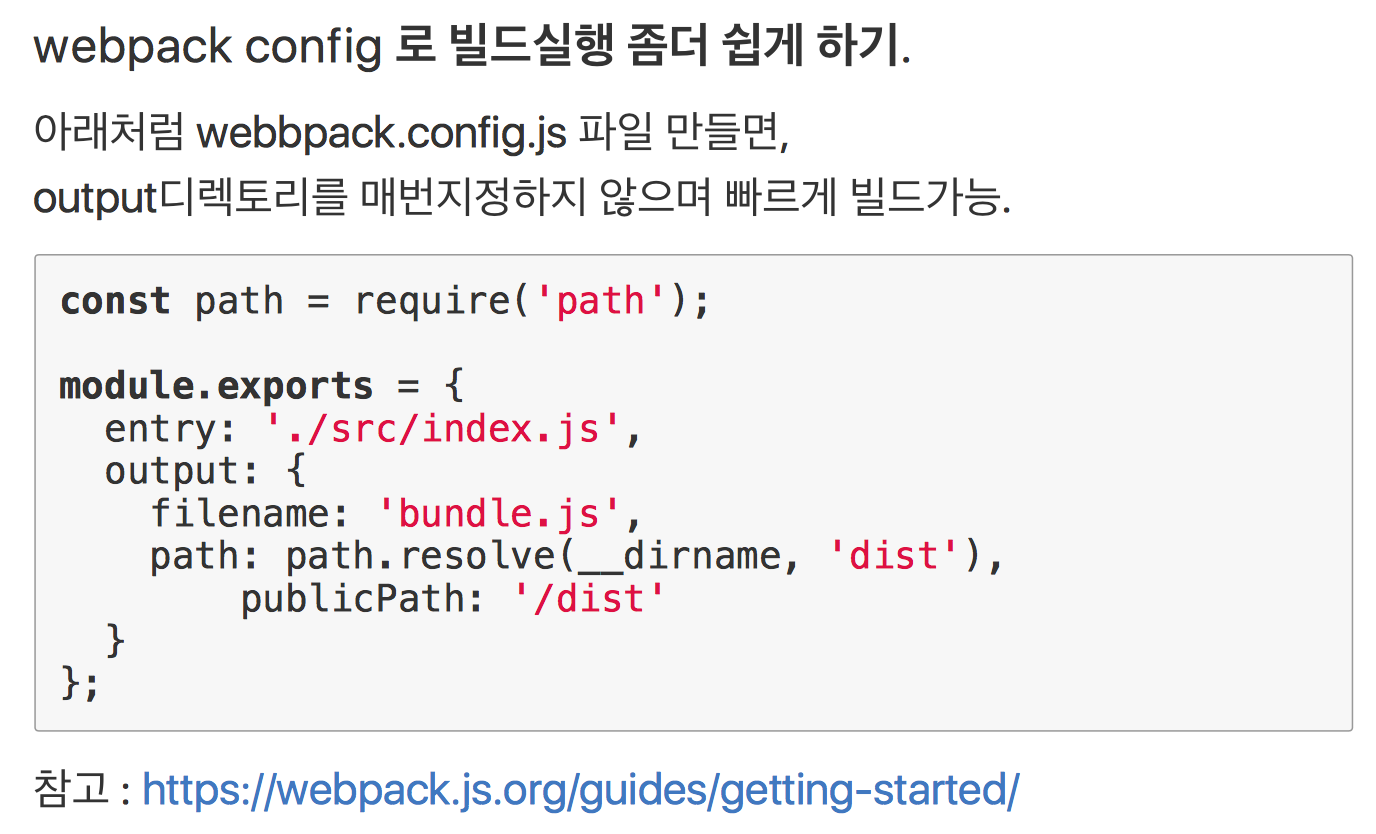 webpack config 로 빌드실행 좀더 쉽게 하기.
아래처럼 webbpack.config.js 파일 만들면,
output디렉토리를 매번지정하지 않으며 빠르게 빌드가능.
const path = require('path');
module.exports = {
  entry: './src/index.js',
  output: {
    filename: 'bundle.js',
    path: path.resolve(__dirname, 'dist'),
        publicPath: '/dist'
  }
};
참고 : https://webpack.js.org/guides/getting-started/